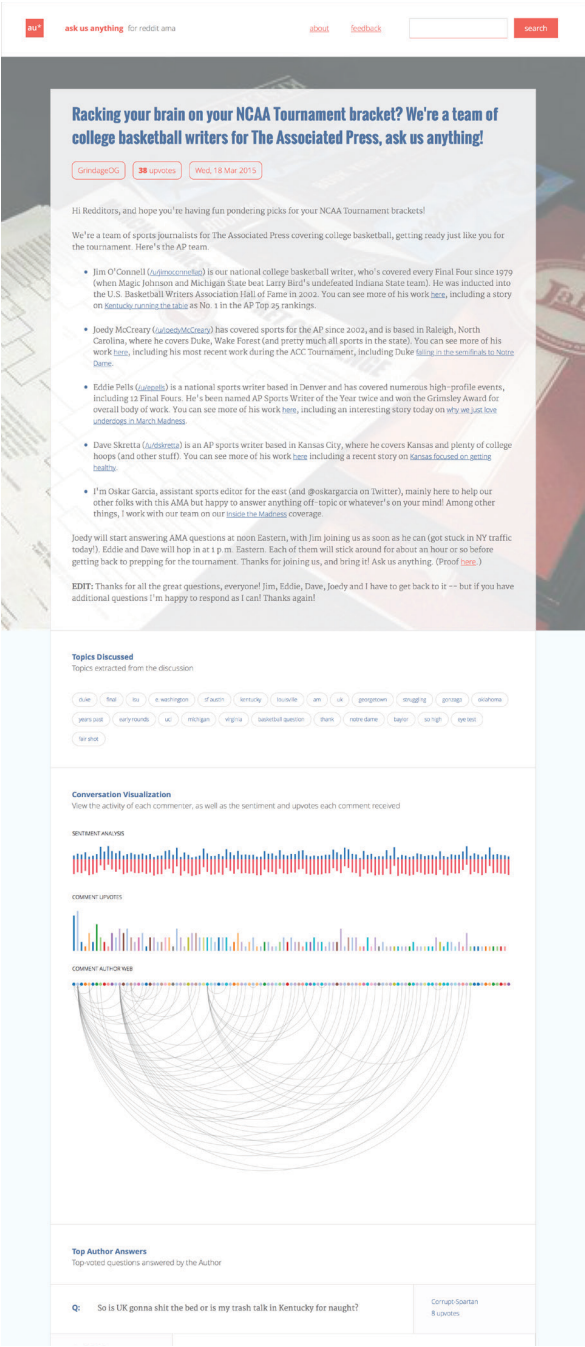 au*
ask us anything for reddit ama
about
feedback
search
Racking your brain on your NCAA Tournament bracket? We're a team of
college basketball writers for The Associated Press, ask us anything!
GrindageOG
38 upvotes
Wed, 18 Mar 2015
Hi Redditors, and hope you're having fun pondering picks for your NCAA Tournament brackets!
We're a team of sports journalists for The Associated Press covering college basketball, getting ready just like you for
the tournament. Here's the AP team.
• Jim O'Connell (/u/jimoconnellap) is our national college basketball writer, who's covered every Final Four since 1979
(when Magic Johnson and Michigan State beat Larry Bird's undefeated Indiana State team). He was inducted into
the U.S. Basketball Writers Association Hall of Fame in 2002. You can see more of his work here, including a story
on Kentucky running the table as No. 1 in the AP Top 25 rankings.
• Joedy McCreary (/u/JoedyMcCreary) has covered sports for the AP since 2002, and is based in Raleigh, North
Carolina, where he covers Duke, Wake Forest (and pretty much all sports in the state). You can see more of his
work here, including his most recent work during the ACC Tournament, including Duke falling in the semifinals to Notre
Dame.
• Eddie Pells (/u/epells) is a national sports writer based in Denver and has covered numerous high-profile events,
including 12 Final Fours. He's been named AP Sports Writer of the Year twice and won the Grimsley Award for
overall body of work. You can see more of his work here, including an interesting story today on why we just love
underdogs in March Madness.
• Dave Skretta (/u/dskretta) is an AP sports writer based in Kansas City, where he covers Kansas and plenty of college
hoops (and other stuff). You can see more of his work here including a recent story on Kansas focused on getting
healthy.
• I'm Oskar Garcia, assistant sports editor for the east (and @oskargarcia on Twitter), mainly here to help our
other folks with this AMA but happy to answer anything off-topic or whatever's on your mind! Among other
things, I work with our team on our Inside the Madness coverage.
Joedy will start answering AMA questions at noon Eastern, with Jim joining us as soon as he can (got stuck in NY traffic
today!). Eddie and Dave will hop in at 1 p.m. Eastern. Each of them will stick around for about an hour or so before
getting back to prepping for the tournament. Thanks for joining us, and bring it! Ask us anything. (Proof here.)
EDIT: Thanks for all the great questions, everyone! Jim, Eddie, Dave, Joedy and I have to get back to it -- but if you have
additional questions I'm happy to respond as I can! Thanks again!
Topics Discussed
Topics extracted from the discussion
duke final lsu e. washington sf austin kentucky louisville am uk georgetown struggling gonzaga oklahoma
years past early rounds uci michigan virginia basketball question thank notre dame baylor so high eye test
fair shot
Conversation Visualization
View the activity of each commenter, as well as the sentiment and upvotes each comment received
SENTIMENT ANALYSIS
COMMENT UPVOTES
COMMENT AUTHOR WEB
Top Author Answers
Top-voted questions answered by the Author
Q: So is UK gonna shit the bed or is my trash talk in Kentucky for naught?
Corrupt-Spartan
8 upvotes